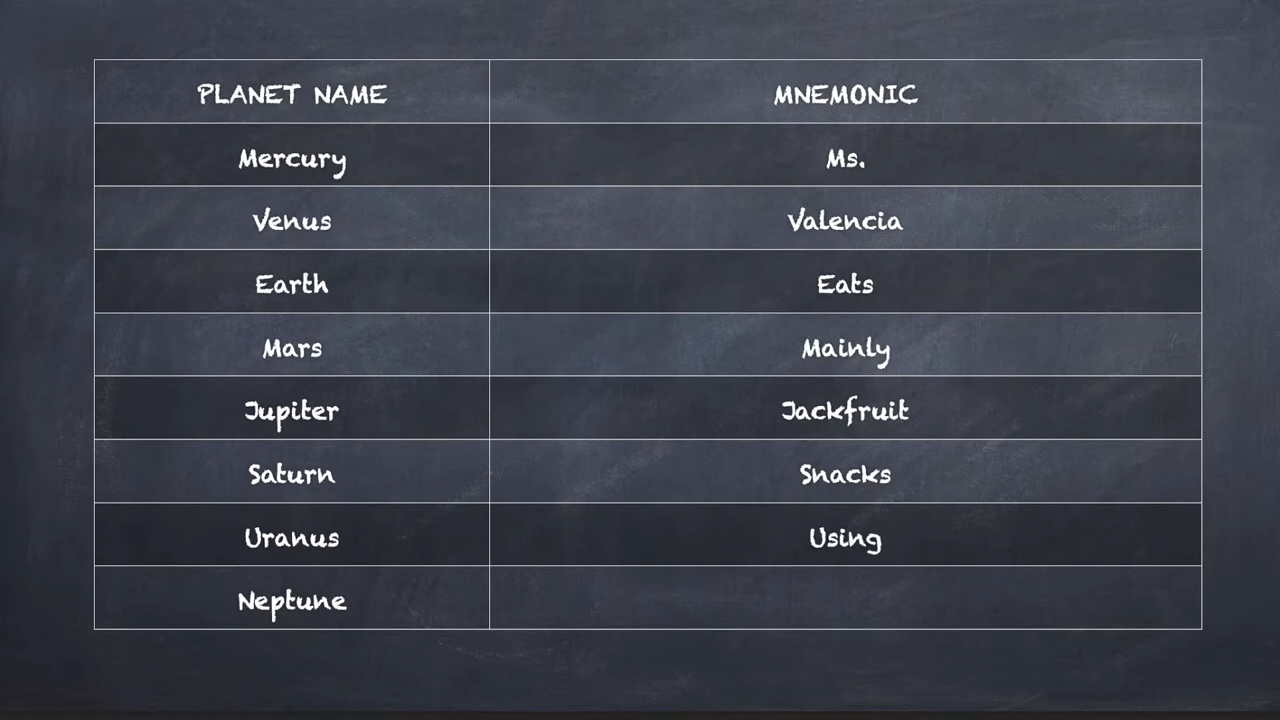 PLANET NAME MNEMONIC
Mercury Ms.
Venus Valencia
Earth Eats
Mars Mainly
Jupiter Jackfruit
Saturn Snacks
Uranus Using
Neptune